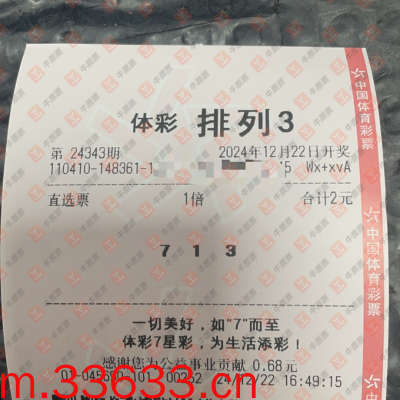 体彩 排列3
第 24343期 2024年12月22日开奖
110410-148361-1 5 Wx+xvA
直选票 1倍 合计2元
7 1 3
一切美好，如"7"而至
体彩7星彩，为生活添彩！
感谢您为公益事业贡献 0.68元
24/12/22 16:49:15
中国体育彩票
中国体育彩票
m.33633.cn